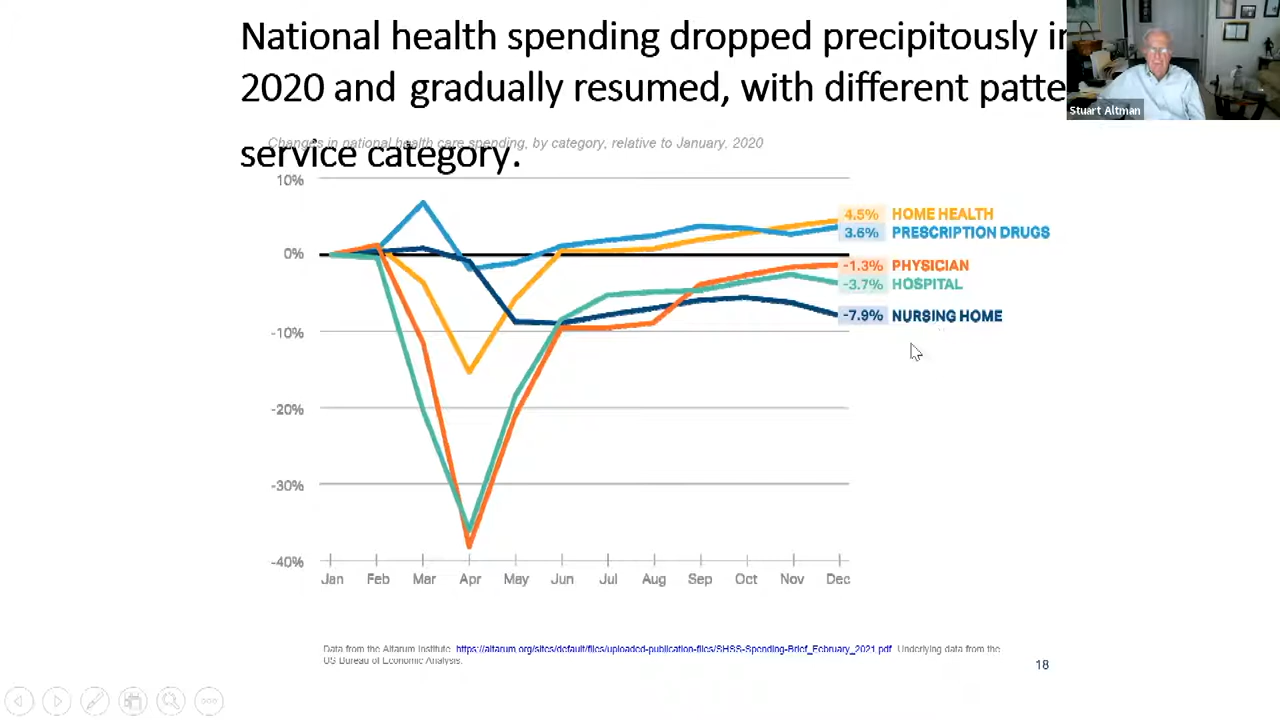 National health spending dropped precipitously in
2020 and gradually resumed, with different patte
service category.
Changes in national health care spending, by category, relative to January, 2020
Stuart Altman
10%
0%
-10%
-20%
-30%
-40%
4.5% HOME HEALTH
3.6% PRESCRIPTION DRUGS
-1.3% PHYSICIAN
-3.7% HOSPITAL
-7.9% NURSING HOME
Jan Feb Mar Apr May Jun Jul Aug Sep Oct Nov Dec
Data from the Altarum Institute. https://altarum.org/sites/default/files/uploaded-publication-files/SHSS-Spending-Brief_February_2021.pdf. Underlying data from the
US Bureau of Economic Analysis.
18